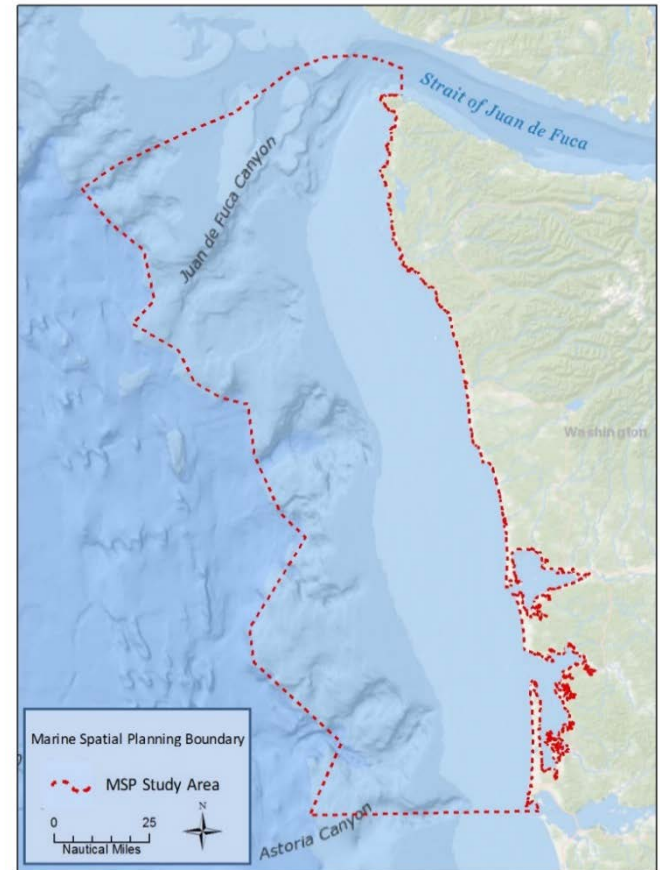 Strait of Juan de Fuca
Juan de Fuca Canyon
Washington
Astoria Canyon
Marine Spatial Planning Boundary
MSP Study Area
N
0 25
Nautical Miles